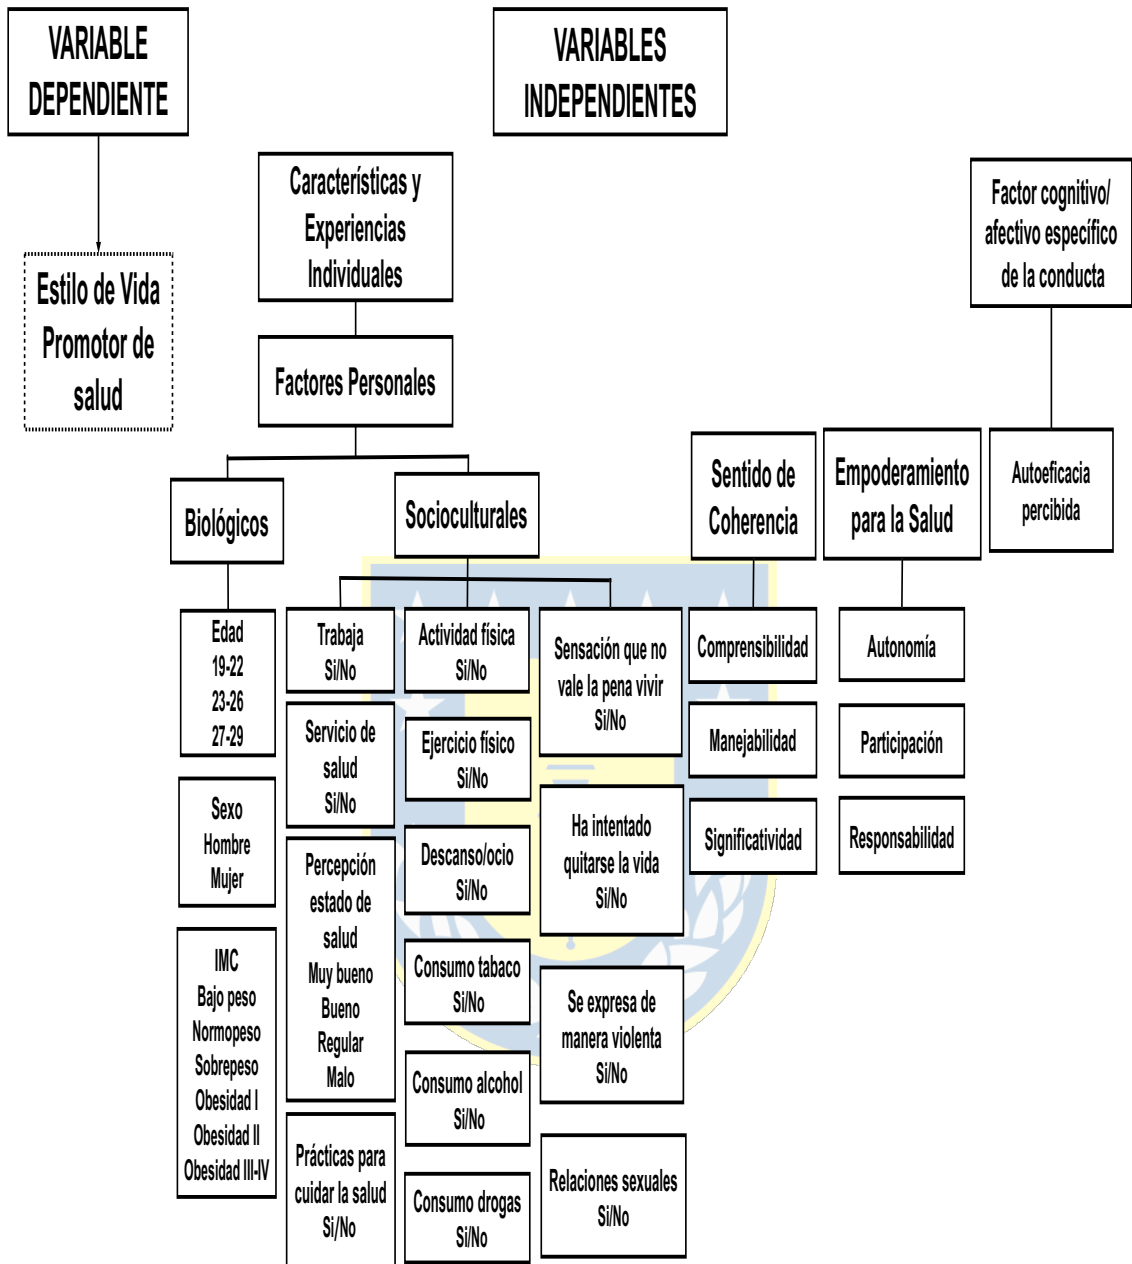 VARIABLE
DEPENDIENTE
VARIABLES
INDEPENDIENTES
Estilo de Vida
Promotor de
salud
Características y
Experiencias
Individuales
Factores Personales
Factor cognitivo/
afectivo específico
de la conducta
Biológicos
Socioculturales
Sentido de
Coherencia
Empoderamiento
para la Salud
Autoeficacia
percibida
Edad
19-22
23-26
27-29
Sexo
Hombre
Mujer
IMC
Bajo peso
Normopeso
Sobrepeso
Obesidad I
Obesidad II
Obesidad III-IV
Trabaja
Si/No
Servicio de
salud
Si/No
Percepción
estado de
salud
Muy bueno
Bueno
Regular
Malo
Prácticas para
cuidar la salud
Si/No
Actividad física
Si/No
Ejercicio físico
Si/No
Descanso/ocio
Si/No
Consumo tabaco
Si/No
Consumo alcohol
Si/No
Consumo drogas
Si/No
Sensación que no
vale la pena vivir
Si/No
Ha intentado
quitarse la vida
Si/No
Se expresa de
manera violenta
Si/No
Relaciones sexuales
Si/No
Comprensibilidad
Manejabilidad
Significatividad
Autonomía
Participación
Responsabilidad